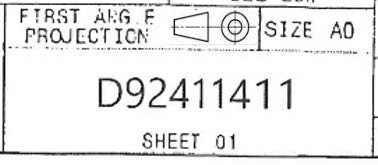 FIRST ANGLE
PROJECTION
SIZE A0
D92411411
SHEET 01